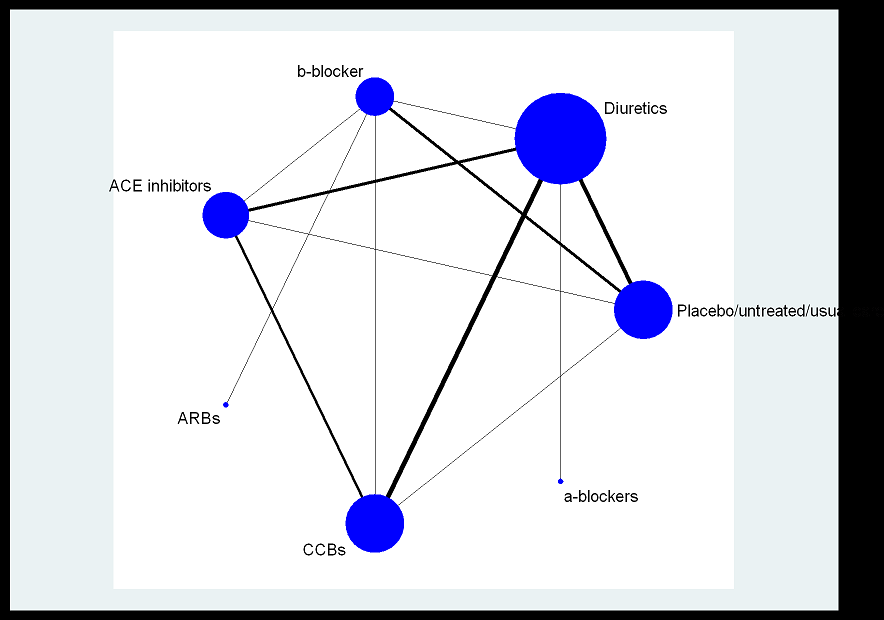 b-blocker
Diuretics
ACE inhibitors
Placebo/untreated/usua
ARBs
a-blockers
CCBs